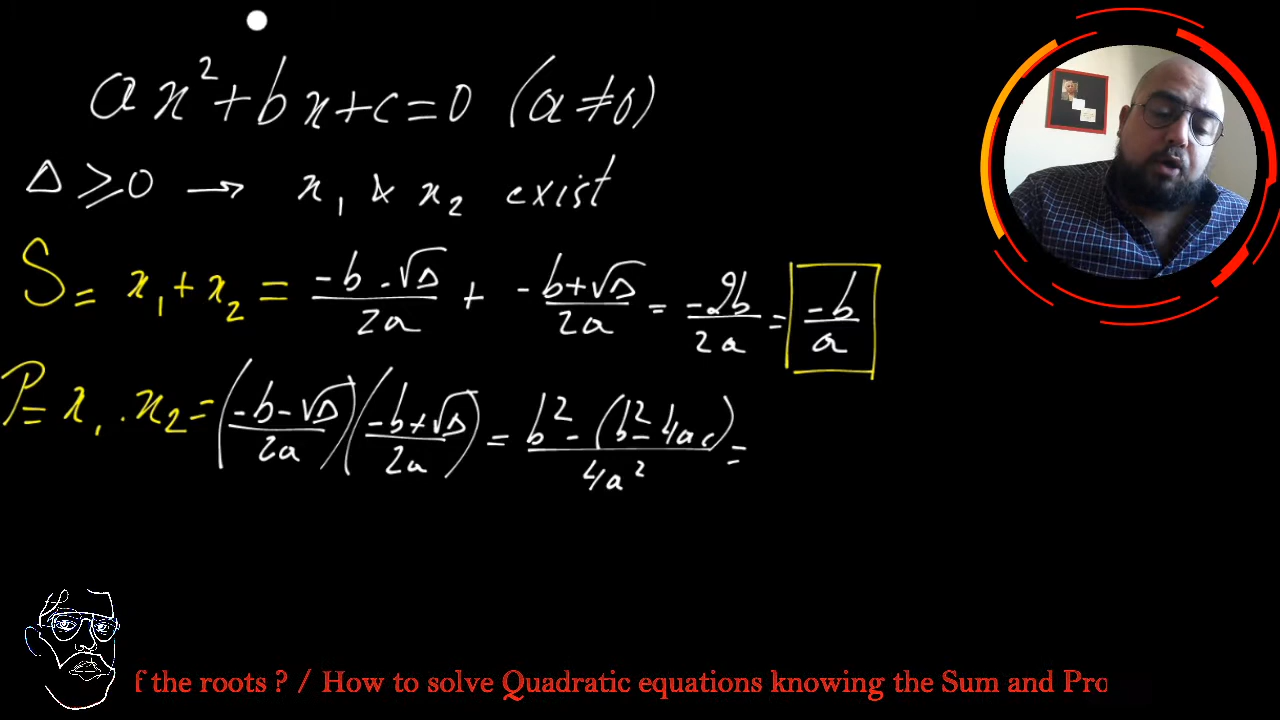 ax² + bx + c = 0 (a ≠ 0)
Δ ⩾ 0 → x₁ & x₂ exist
S = x₁ + x₂ = (-b - √Δ)/2a + (-b + √Δ)/2a = -2b/2a = -b/a
P = x₁ . x₂ = ((-b - √Δ)/2a)((-b + √Δ)/2a) = (b² - (b² - 4ac))/4a² =
f the roots ? / How to solve Quadratic equations knowing the Sum and Pro